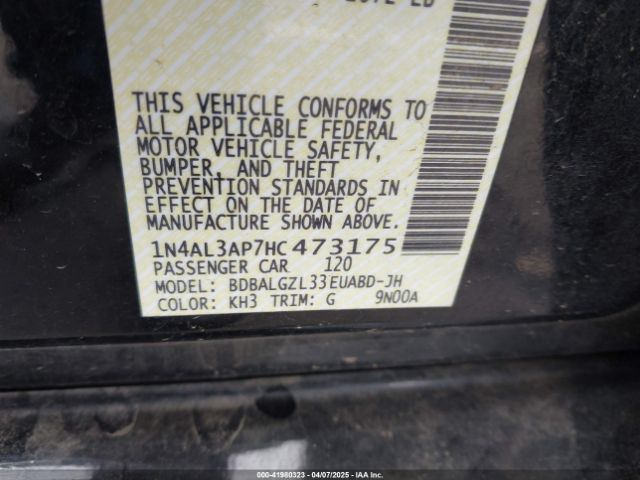 THIS VEHICLE CONFORMS TO
ALL APPLICABLE FEDERAL
MOTOR VEHICLE SAFETY,
BUMPER, AND THEFT
PREVENTION STANDARDS IN
EFFECT ON THE DATE OF
MANUFACTURE SHOWN ABOVE.
1N4AL3AP7HC473175
PASSENGER CAR 120
MODEL: BDBALGZL33EUABD-JH
COLOR: KH3 TRIM: G 9N00A
000-41980323 - 04/07/2025 - IAA Inc.